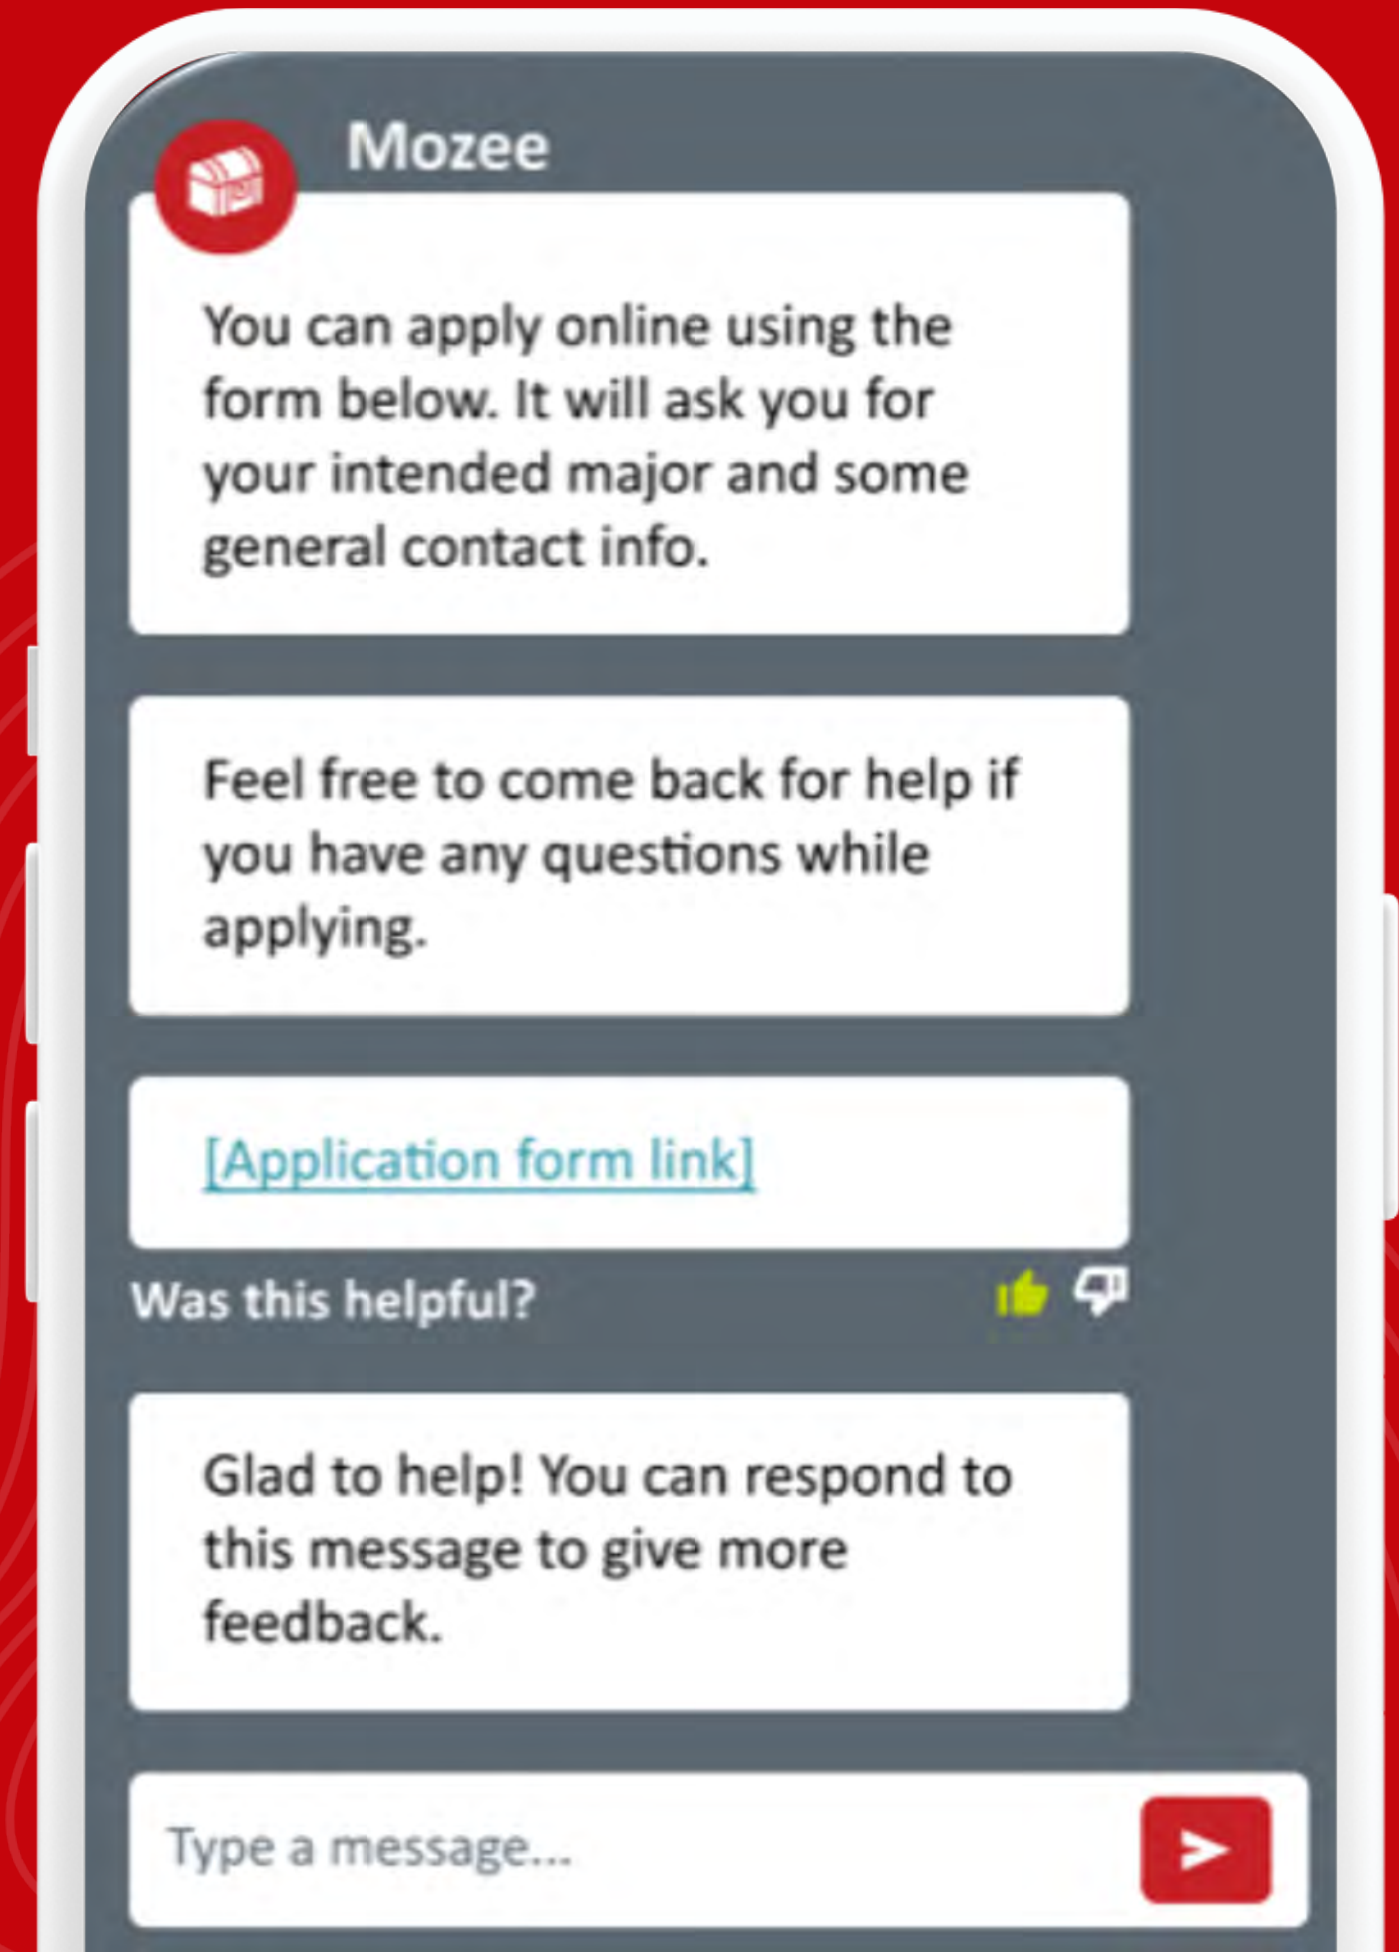 Mozee
You can apply online using the
form below. It will ask you for
your intended major and some
general contact info.
Feel free to come back for help if
you have any questions while
applying.
[Application form link]
Was this helpful?
Glad to help! You can respond to
this message to give more
feedback.
Type a message...